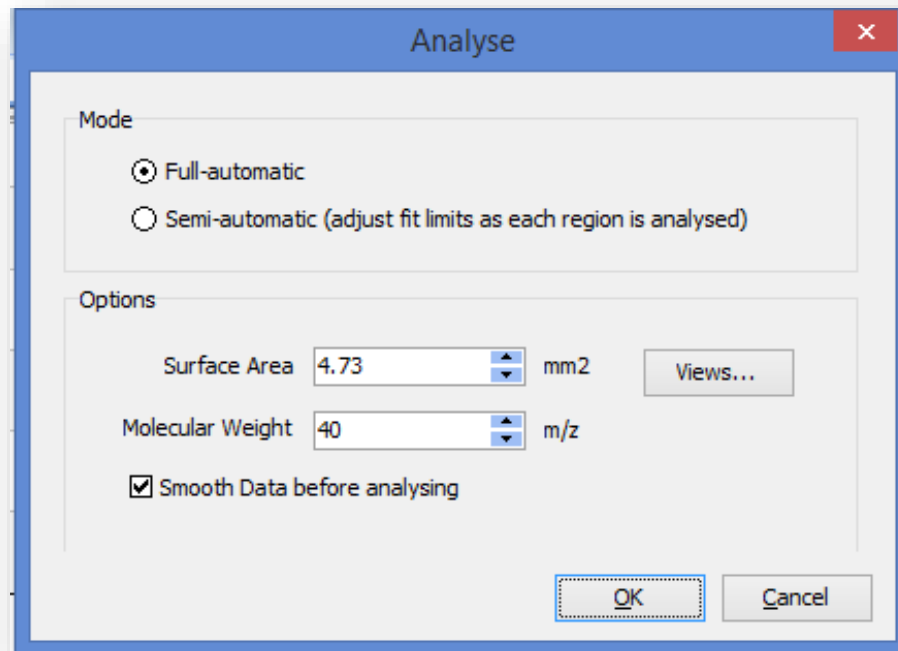 Analyse
Mode
Full-automatic
Semi-automatic (adjust fit limits as each region is analysed)
Options
Surface Area 4.73 mm2 Views...
Molecular Weight 40 m/z
Smooth Data before analysing
OK Cancel